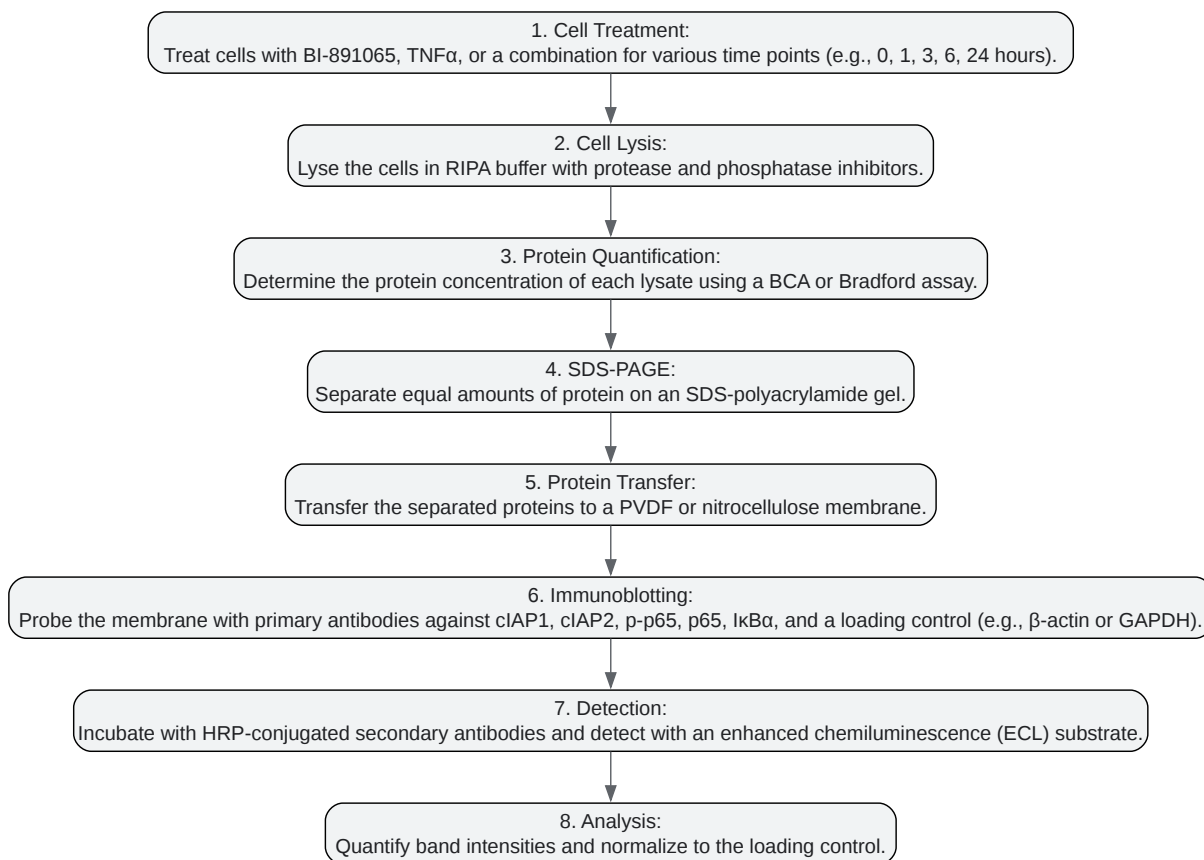 1. Cell Treatment:
Treat cells with BI-891065, TNFα, or a combination for various time points (e.g., 0, 1, 3, 6, 24 hours).
2. Cell Lysis:
Lyse the cells in RIPA buffer with protease and phosphatase inhibitors.
3. Protein Quantification:
Determine the protein concentration of each lysate using a BCA or Bradford assay.
4. SDS-PAGE:
Separate equal amounts of protein on an SDS-polyacrylamide gel.
5. Protein Transfer:
Transfer the separated proteins to a PVDF or nitrocellulose membrane.
6. Immunoblotting:
Probe the membrane with primary antibodies against cIAP1, cIAP2, p-p65, p65, IκBα, and a loading control (e.g., β-actin or GAPDH).
7. Detection:
Incubate with HRP-conjugated secondary antibodies and detect with an enhanced chemiluminescence (ECL) substrate.
8. Analysis:
Quantify band intensities and normalize to the loading control.